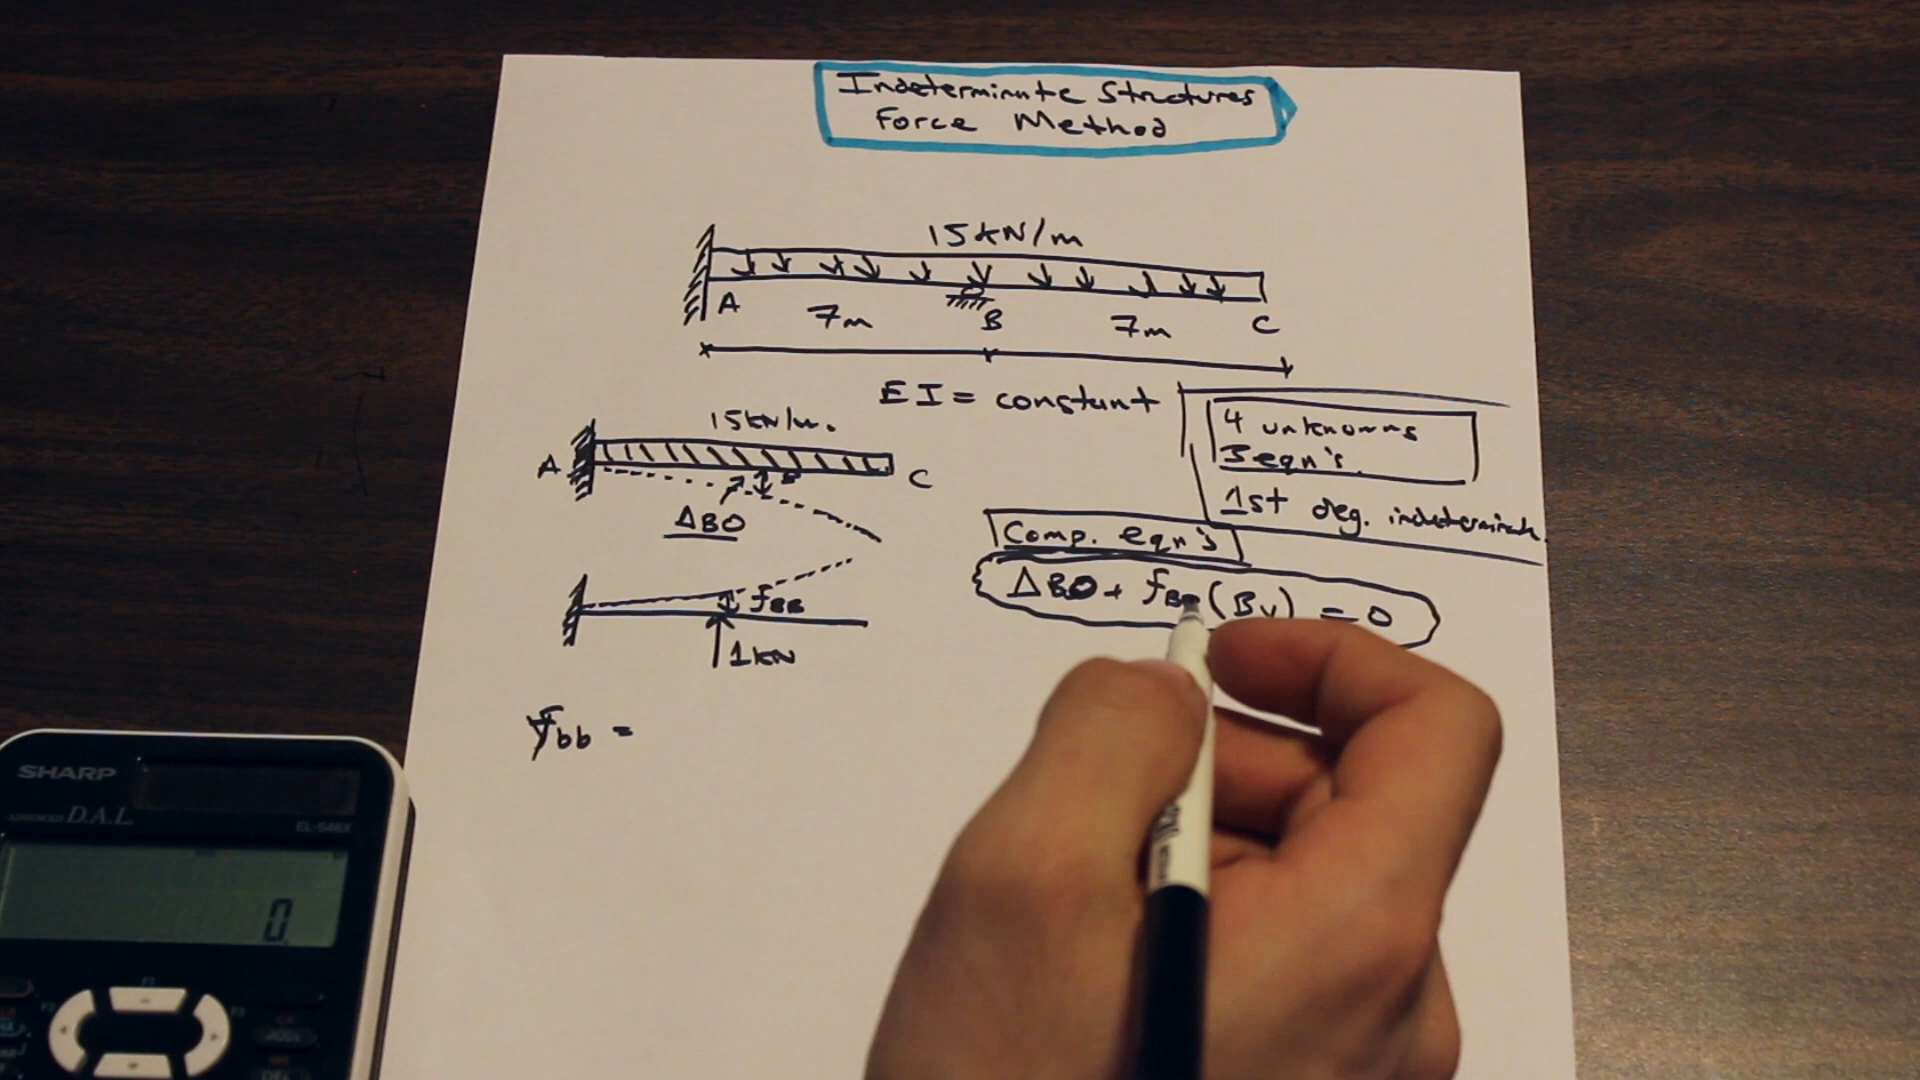 Indeterminate Structures
Force Method
15kN/m
A
7m
B
7m
C
EI = constant
4 unknowns
3 eqn's.
1st deg. indeterminate
15kN/m.
A
B
C
ΔBO
Comp. eqn's
ΔBO + fBB (Bv) = 0
fBB
1kN
fbb =
SHARP
ADVANCED D.A.L.
EL-546X
0.